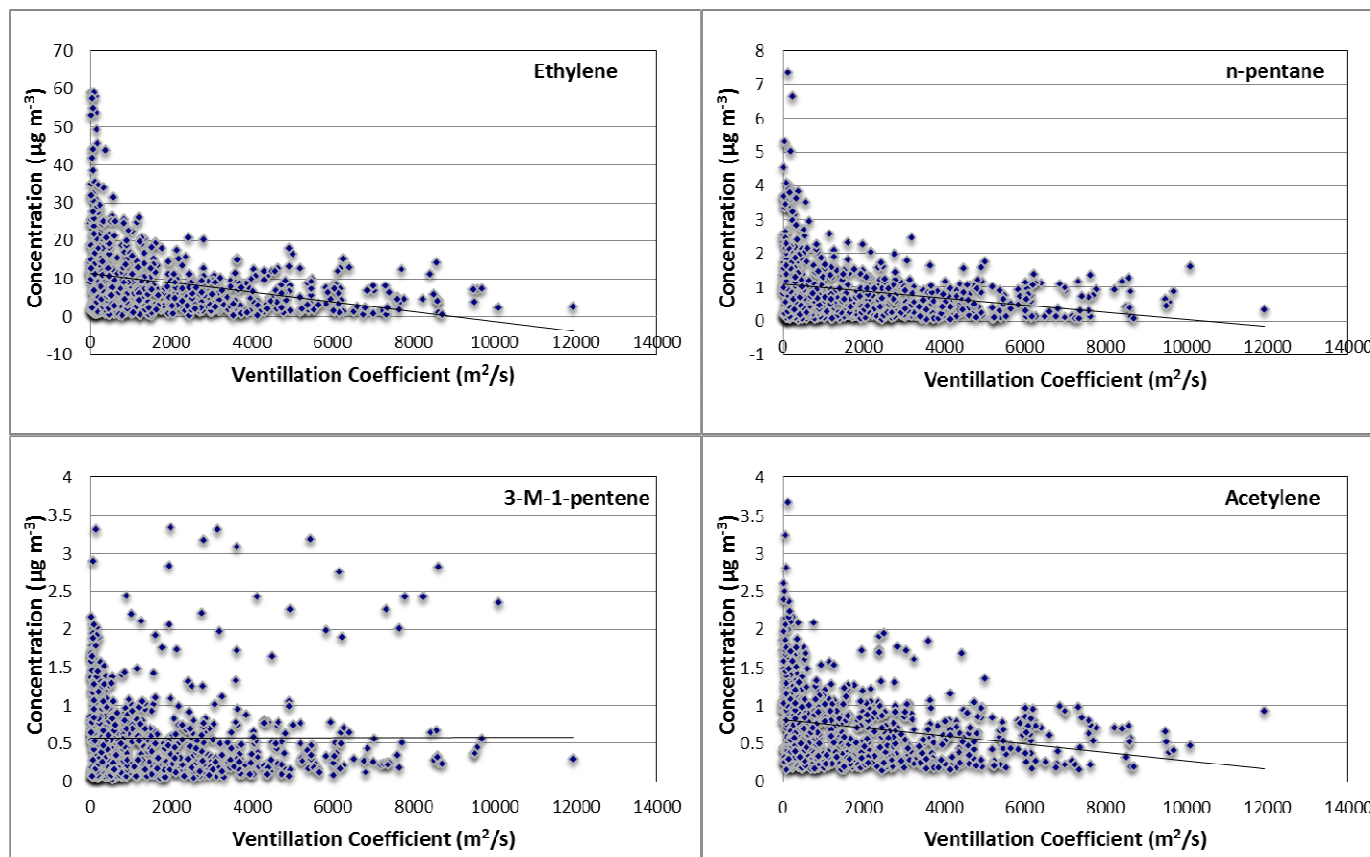 Ethylene
Concentration (µg m-3)
70
60
50
40
30
20
10
0
-10
0 2000 4000 6000 8000 10000 12000 14000
Ventillation Coefficient (m2/s)
n-pentane
Concentration (µg m-3)
8
7
6
5
4
3
2
1
0
-1
0 2000 4000 6000 8000 10000 12000 14000
Ventillation Coefficient (m2/s)
3-M-1-pentene
Concentration (µg m-3)
4
3.5
3
2.5
2
1.5
1
0.5
0
0 2000 4000 6000 8000 10000 12000 14000
Ventillation Coefficient (m2/s)
Acetylene
Concentration (µg m-3)
4
3.5
3
2.5
2
1.5
1
0.5
0
0 2000 4000 6000 8000 10000 12000 14000
Ventillation Coefficient (m2/s)